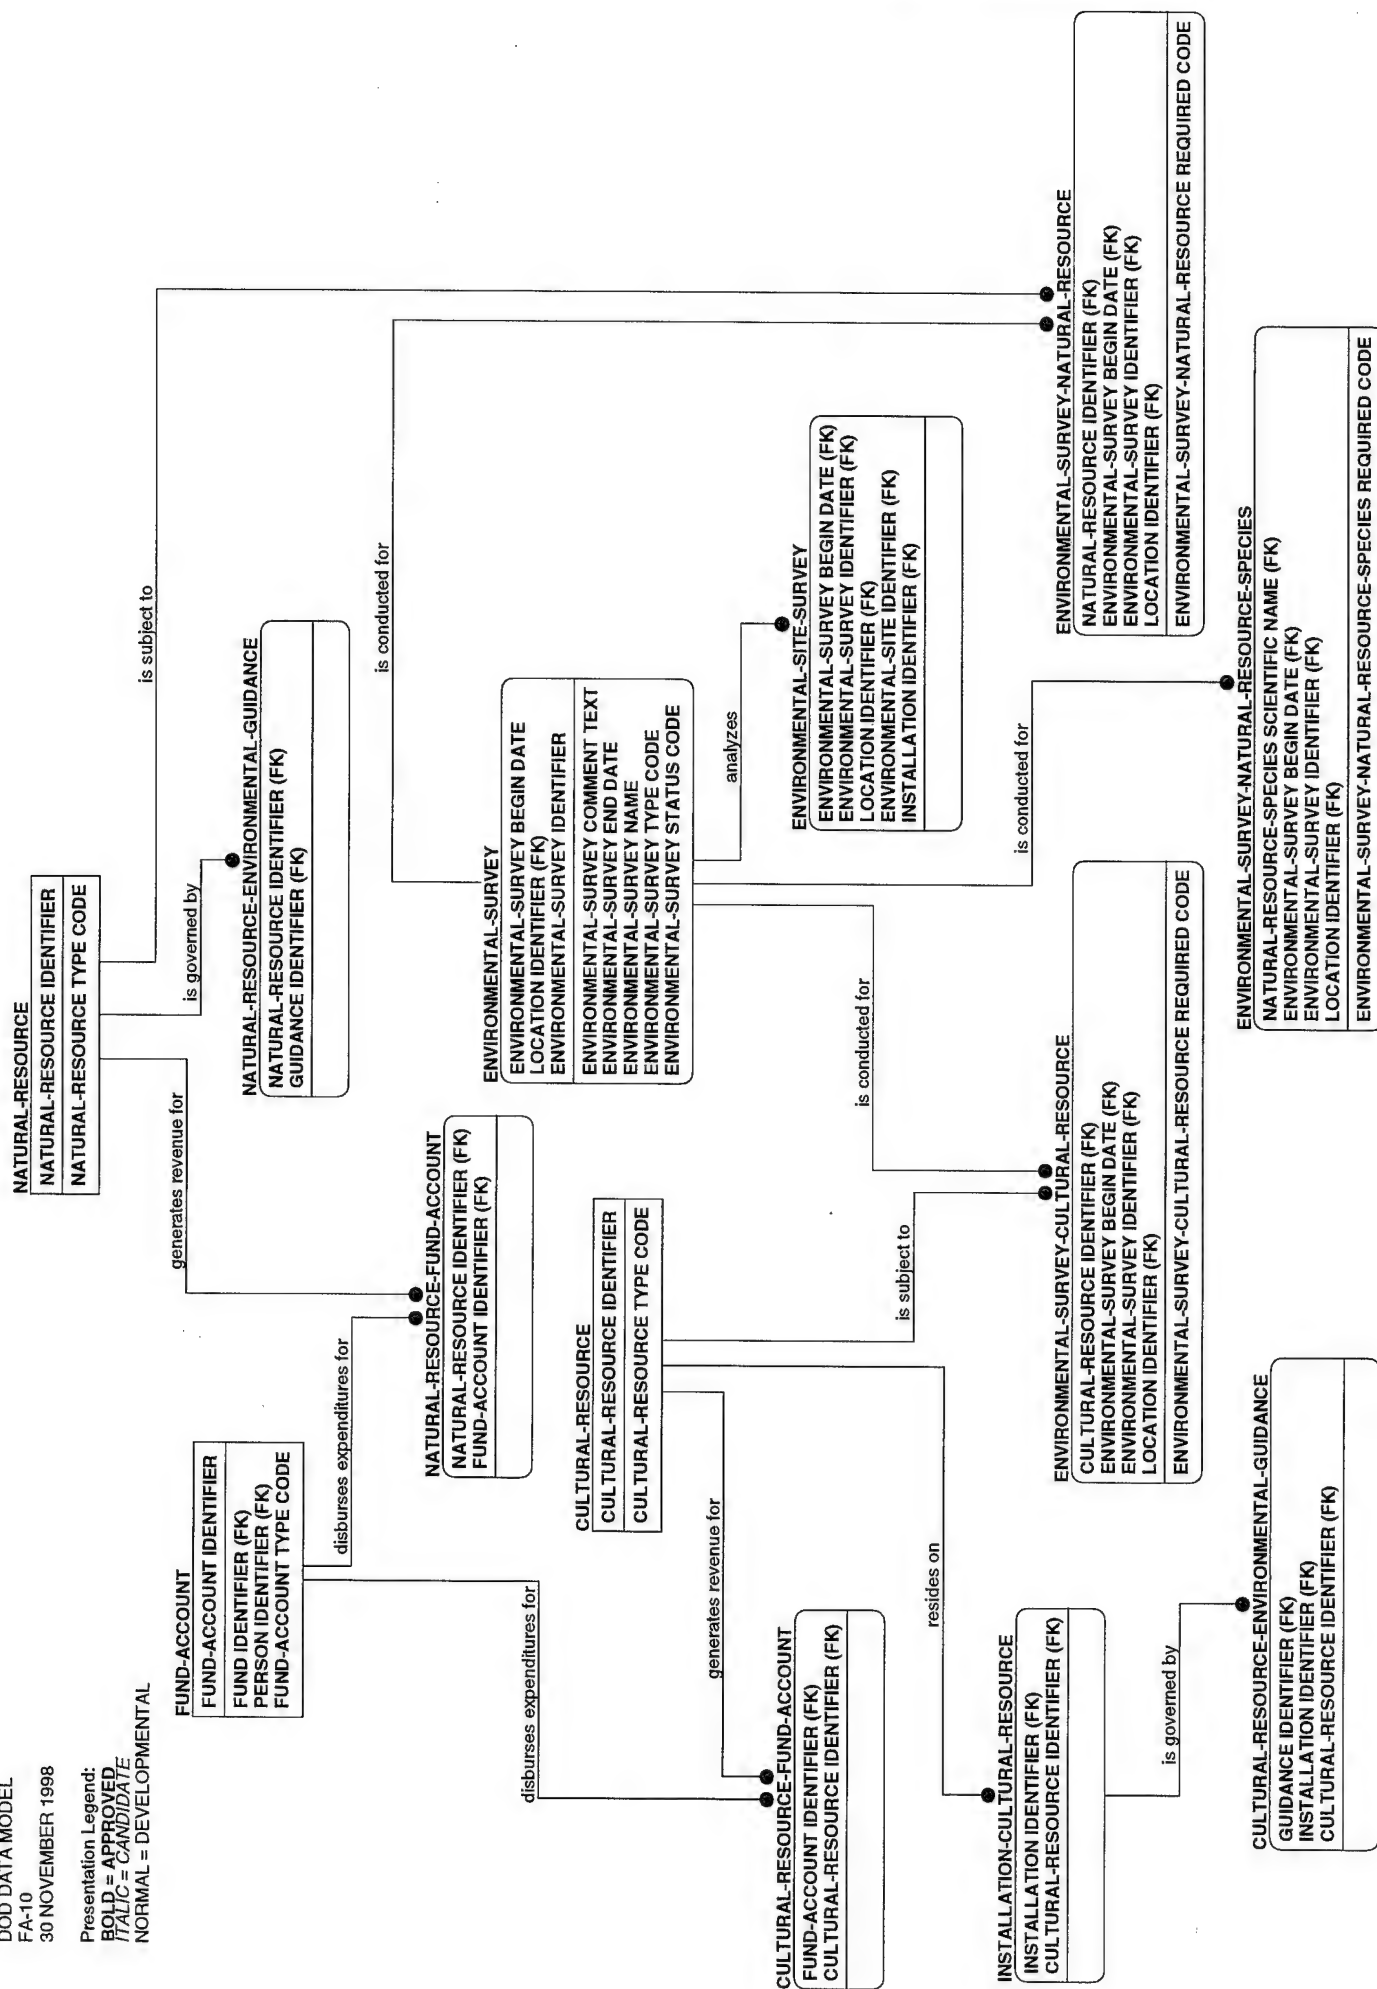 DOD DATA MODEL
FA-10
30 NOVEMBER 1998
Presentation Legend:
BOLD = APPROVED
ITALIC = CANDIDATE
NORMAL = DEVELOPMENTAL
FUND-ACCOUNT
FUND-ACCOUNT IDENTIFIER
FUND IDENTIFIER (FK)
PERSON IDENTIFIER (FK)
FUND-ACCOUNT TYPE CODE
NATURAL-RESOURCE
NATURAL-RESOURCE IDENTIFIER
NATURAL-RESOURCE TYPE CODE
generates revenue for
is governed by
is subject to
disburses expenditures for
disburses expenditures for
NATURAL-RESOURCE-ENVIRONMENTAL-GUIDANCE
NATURAL-RESOURCE IDENTIFIER (FK)
GUIDANCE IDENTIFIER (FK)
NATURAL-RESOURCE-FUND-ACCOUNT
NATURAL-RESOURCE IDENTIFIER (FK)
FUND-ACCOUNT IDENTIFIER (FK)
is conducted for
ENVIRONMENTAL-SURVEY
ENVIRONMENTAL-SURVEY BEGIN DATE
LOCATION IDENTIFIER (FK)
ENVIRONMENTAL-SURVEY IDENTIFIER
ENVIRONMENTAL-SURVEY COMMENT TEXT
ENVIRONMENTAL-SURVEY END DATE
ENVIRONMENTAL-SURVEY NAME
ENVIRONMENTAL-SURVEY TYPE CODE
ENVIRONMENTAL-SURVEY STATUS CODE
CULTURAL-RESOURCE
CULTURAL-RESOURCE IDENTIFIER
CULTURAL-RESOURCE TYPE CODE
generates revenue for
resides on
is subject to
is conducted for
analyzes
is conducted for
CULTURAL-RESOURCE-FUND-ACCOUNT
FUND-ACCOUNT IDENTIFIER (FK)
CULTURAL-RESOURCE IDENTIFIER (FK)
ENVIRONMENTAL-SITE-SURVEY
ENVIRONMENTAL-SURVEY BEGIN DATE (FK)
ENVIRONMENTAL-SURVEY IDENTIFIER (FK)
LOCATION IDENTIFIER (FK)
ENVIRONMENTAL-SITE IDENTIFIER (FK)
INSTALLATION IDENTIFIER (FK)
INSTALLATION-CULTURAL-RESOURCE
INSTALLATION IDENTIFIER (FK)
CULTURAL-RESOURCE IDENTIFIER (FK)
is governed by
ENVIRONMENTAL-SURVEY-CULTURAL-RESOURCE
CULTURAL-RESOURCE IDENTIFIER (FK)
ENVIRONMENTAL-SURVEY BEGIN DATE (FK)
ENVIRONMENTAL-SURVEY IDENTIFIER (FK)
LOCATION IDENTIFIER (FK)
ENVIRONMENTAL-SURVEY-CULTURAL-RESOURCE REQUIRED CODE
ENVIRONMENTAL-SURVEY-NATURAL-RESOURCE
NATURAL-RESOURCE IDENTIFIER (FK)
ENVIRONMENTAL-SURVEY BEGIN DATE (FK)
ENVIRONMENTAL-SURVEY IDENTIFIER (FK)
LOCATION IDENTIFIER (FK)
ENVIRONMENTAL-SURVEY-NATURAL-RESOURCE REQUIRED CODE
CULTURAL-RESOURCE-ENVIRONMENTAL-GUIDANCE
GUIDANCE IDENTIFIER (FK)
INSTALLATION IDENTIFIER (FK)
CULTURAL-RESOURCE IDENTIFIER (FK)
ENVIRONMENTAL-SURVEY-NATURAL-RESOURCE-SPECIES
NATURAL-RESOURCE-SPECIES SCIENTIFIC NAME (FK)
ENVIRONMENTAL-SURVEY BEGIN DATE (FK)
ENVIRONMENTAL-SURVEY IDENTIFIER (FK)
LOCATION IDENTIFIER (FK)
ENVIRONMENTAL-SURVEY-NATURAL-RESOURCE-SPECIES REQUIRED CODE